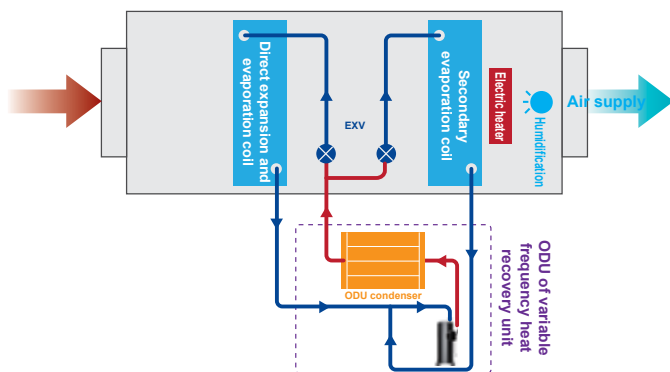 Direct expansion and
evaporation coil
EXV
Secondary
evaporation coil
Electric heater
Humidification
Air supply
ODU condenser
ODU of variable
frequency heat
recovery unit